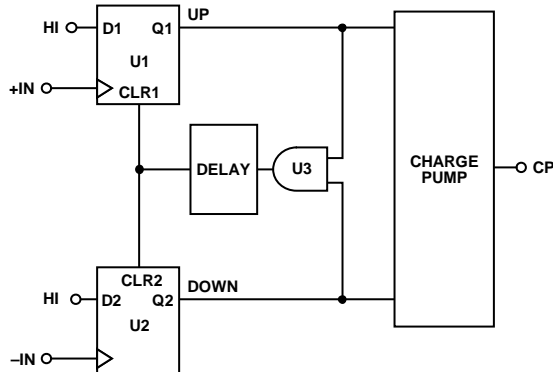 UP
HI D1 Q1
U1
+IN
CLR1
DELAY
U3
CHARGE
PUMP
CP
CLR2
DOWN
HI D2 Q2
U2
–IN